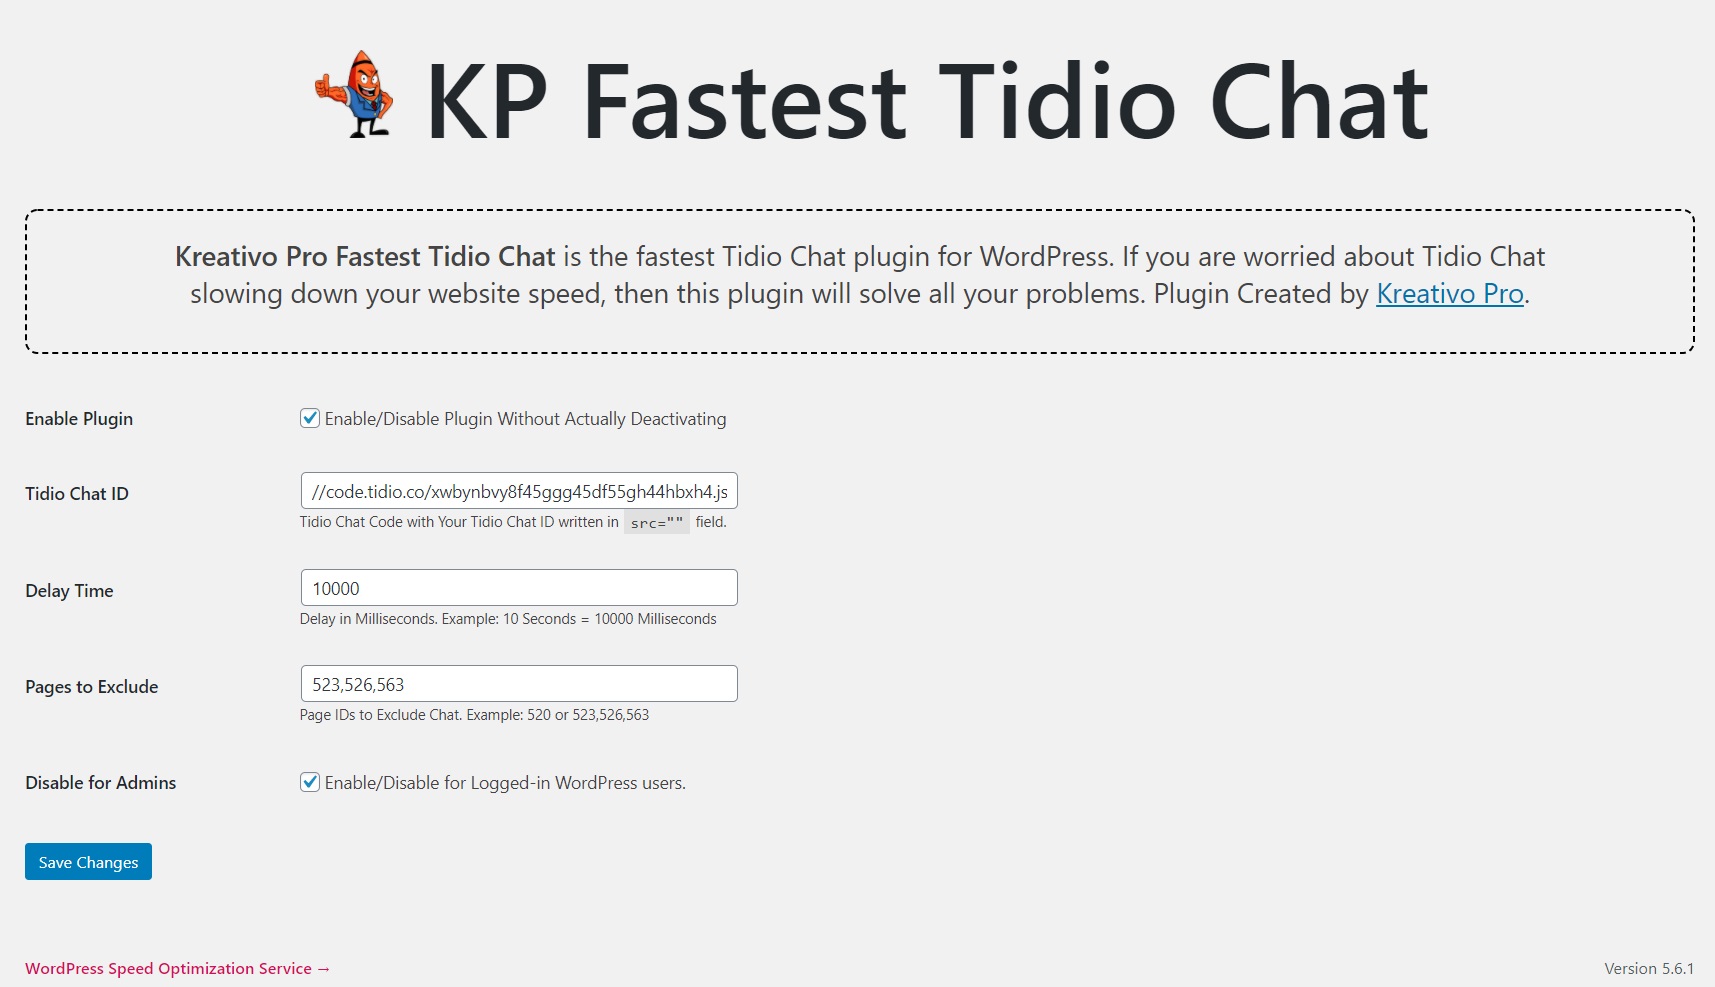 KP Fastest Tidio Chat
Kreativo Pro Fastest Tidio Chat is the fastest Tidio Chat plugin for WordPress. If you are worried about Tidio Chat
slowing down your website speed, then this plugin will solve all your problems. Plugin Created by Kreativo Pro.
Enable Plugin
Enable/Disable Plugin Without Actually Deactivating
Tidio Chat ID
//code.tidio.co/xwbynbvy8f45ggg45df55gh44hbxh4.js
Tidio Chat Code with Your Tidio Chat ID written in src="" field.
Delay Time
10000
Delay in Milliseconds. Example: 10 Seconds = 10000 Milliseconds
Pages to Exclude
523,526,563
Page IDs to Exclude Chat. Example: 520 or 523,526,563
Disable for Admins
Enable/Disable for Logged-in WordPress users.
Save Changes
WordPress Speed Optimization Service →
Version 5.6.1